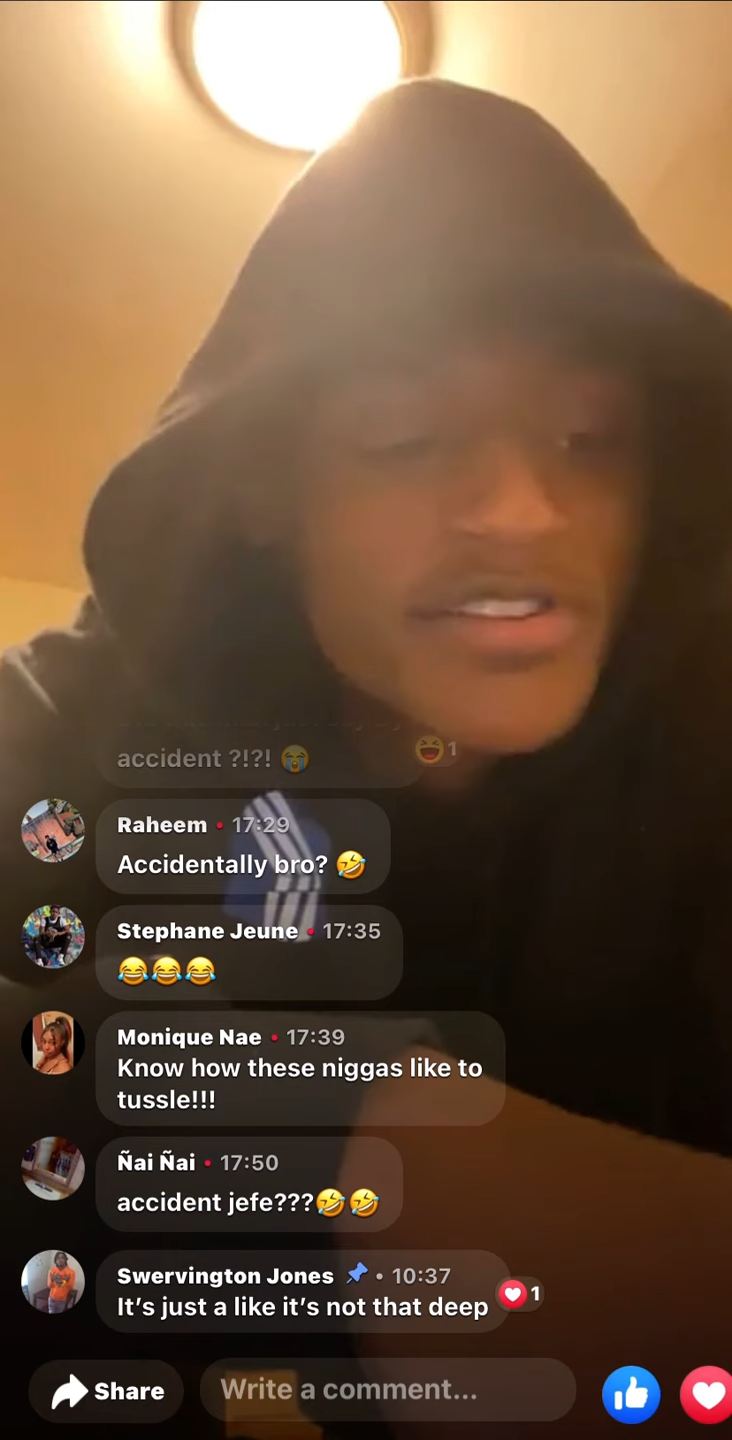 accident ?!?! 😭
😆 1
Raheem • 17:29
Accidentally bro? 🤣
Stephane Jeune • 17:35
😂😂😂
Monique Nae • 17:39
Know how these niggas like to
tussle!!!
Ñai Ñai • 17:50
accident jefe???🤣🤣
Swervington Jones 📌 • 10:37
It’s just a like it’s not that deep
❤️ 1
Share
Write a comment...